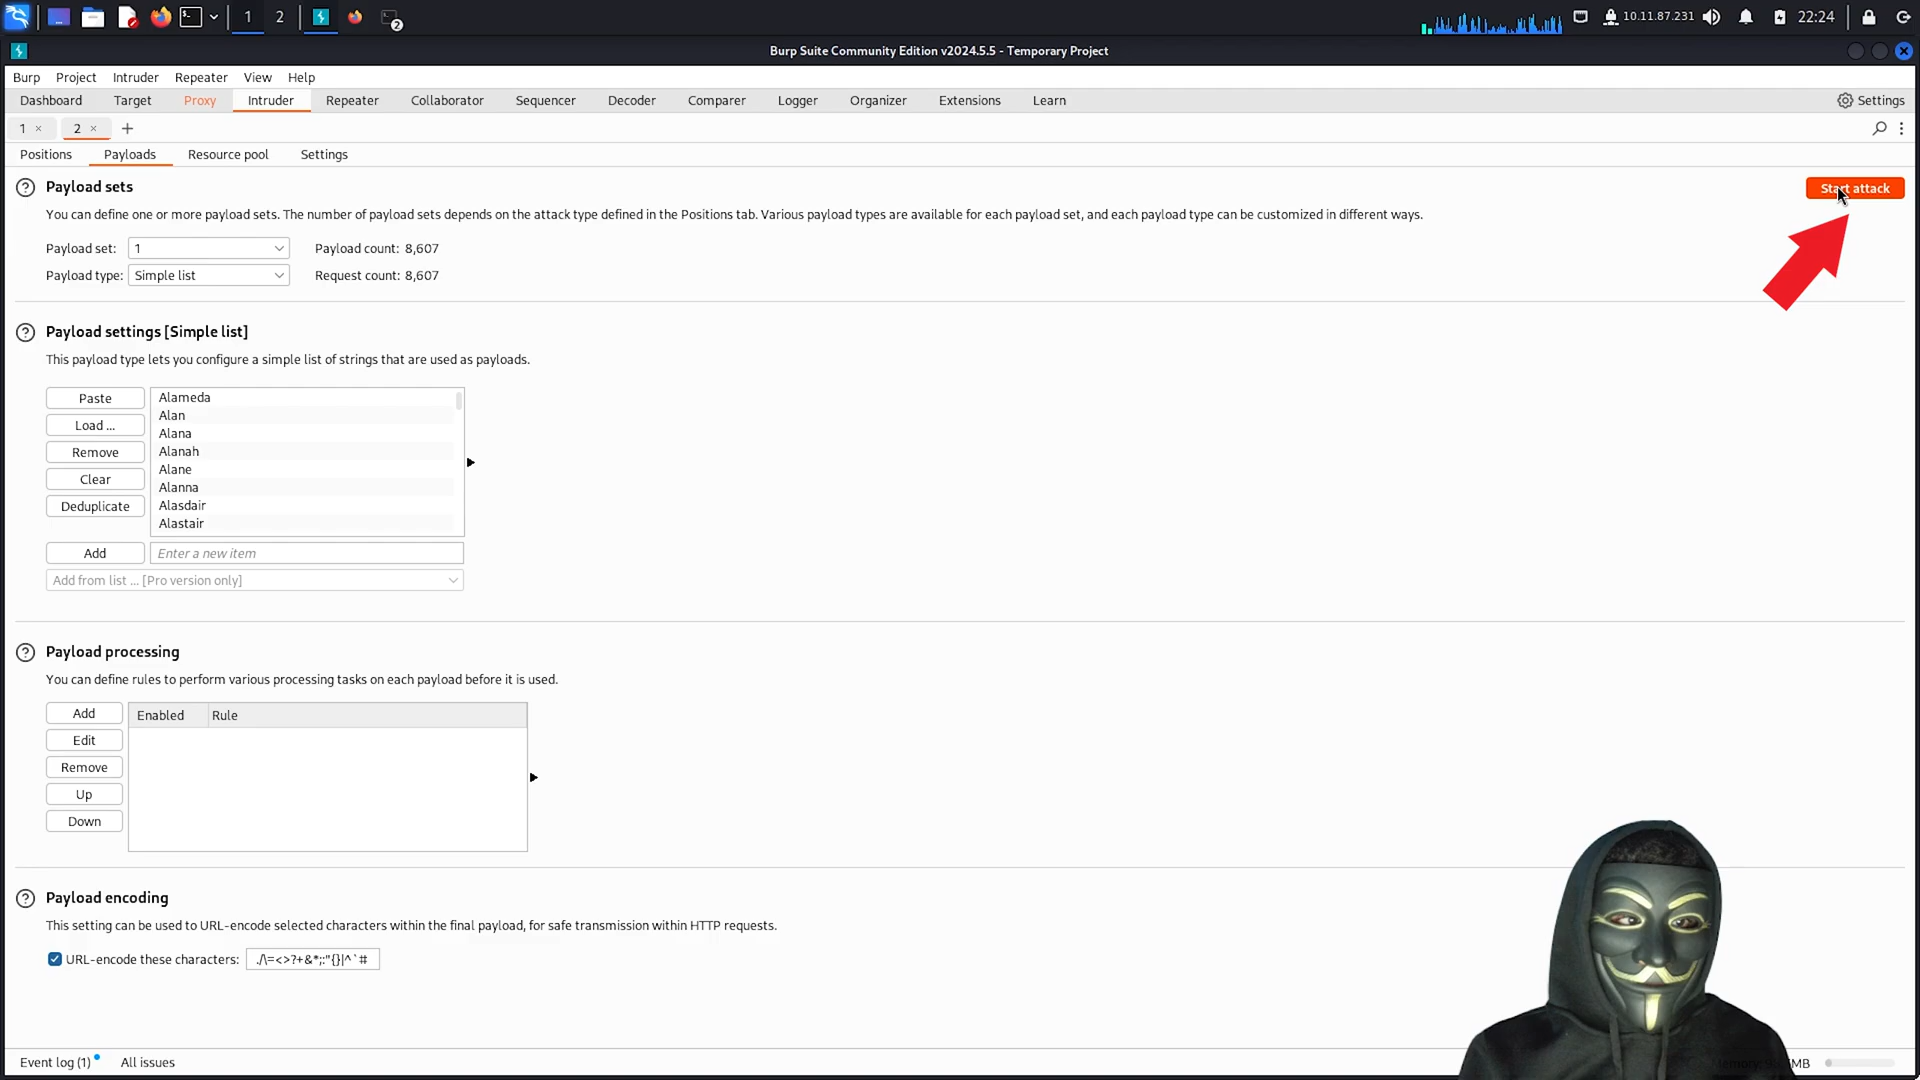 1 2 2 10.11.87.231 22:24
Burp Suite Community Edition v2024.5.5 - Temporary Project
Burp Project Intruder Repeater View Help
Dashboard Target Proxy Intruder Repeater Collaborator Sequencer Decoder Comparer Logger Organizer Extensions Learn Settings
1 × 2 × +
Positions Payloads Resource pool Settings
? Payload sets
Start attack
You can define one or more payload sets. The number of payload sets depends on the attack type defined in the Positions tab. Various payload types are available for each payload set, and each payload type can be customized in different ways.
Payload set: 1 Payload count: 8,607
Payload type: Simple list Request count: 8,607
? Payload settings [Simple list]
This payload type lets you configure a simple list of strings that are used as payloads.
Paste
Load ...
Remove
Clear
Deduplicate
Alameda
Alan
Alana
Alanah
Alane
Alanna
Alasdair
Alastair
Add Enter a new item
Add from list ... [Pro version only]
? Payload processing
You can define rules to perform various processing tasks on each payload before it is used.
Add
Edit
Remove
Up
Down
Enabled Rule
? Payload encoding
This setting can be used to URL-encode selected characters within the final payload, for safe transmission within HTTP requests.
URL-encode these characters: ./\=<>?+&*;:"{}|^`#
Event log (1) All issues